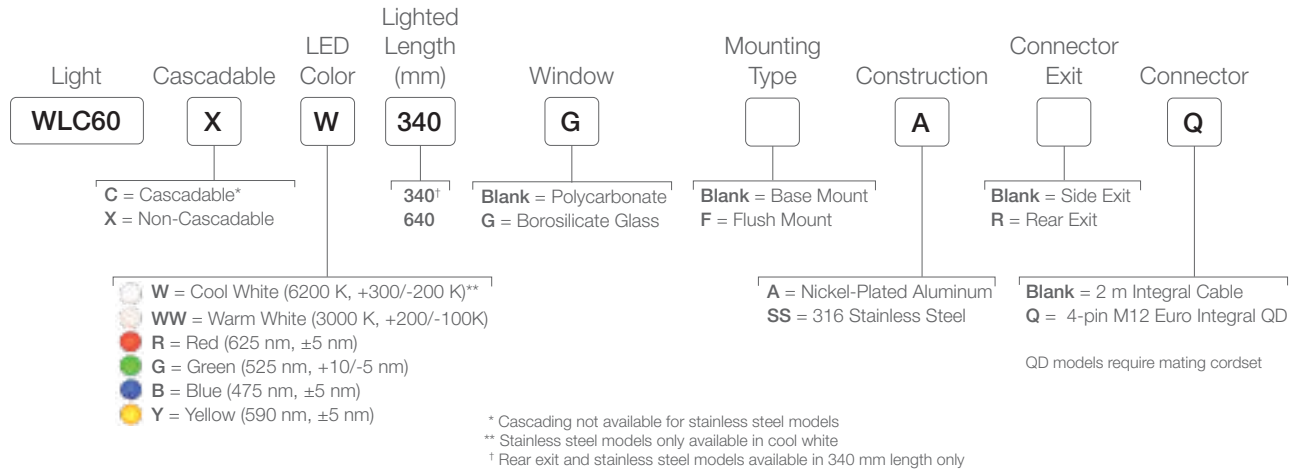 Light
Cascadable
LED
Color
Lighted
Length
(mm)
Window
Mounting
Type
Construction
Connector
Exit
Connector
WLC60
X
W
340
G
A
Q
C = Cascadable*
X = Non-Cascadable
340†
640
Blank = Polycarbonate
G = Borosilicate Glass
Blank = Base Mount
F = Flush Mount
Blank = Side Exit
R = Rear Exit
W = Cool White (6200 K, +300/-200 K)**
WW = Warm White (3000 K, +200/-100K)
R = Red (625 nm, ±5 nm)
G = Green (525 nm, +10/-5 nm)
B = Blue (475 nm, ±5 nm)
Y = Yellow (590 nm, ±5 nm)
A = Nickel-Plated Aluminum
SS = 316 Stainless Steel
Blank = 2 m Integral Cable
Q = 4-pin M12 Euro Integral QD
QD models require mating cordset
* Cascading not available for stainless steel models
** Stainless steel models only available in cool white
† Rear exit and stainless steel models available in 340 mm length only